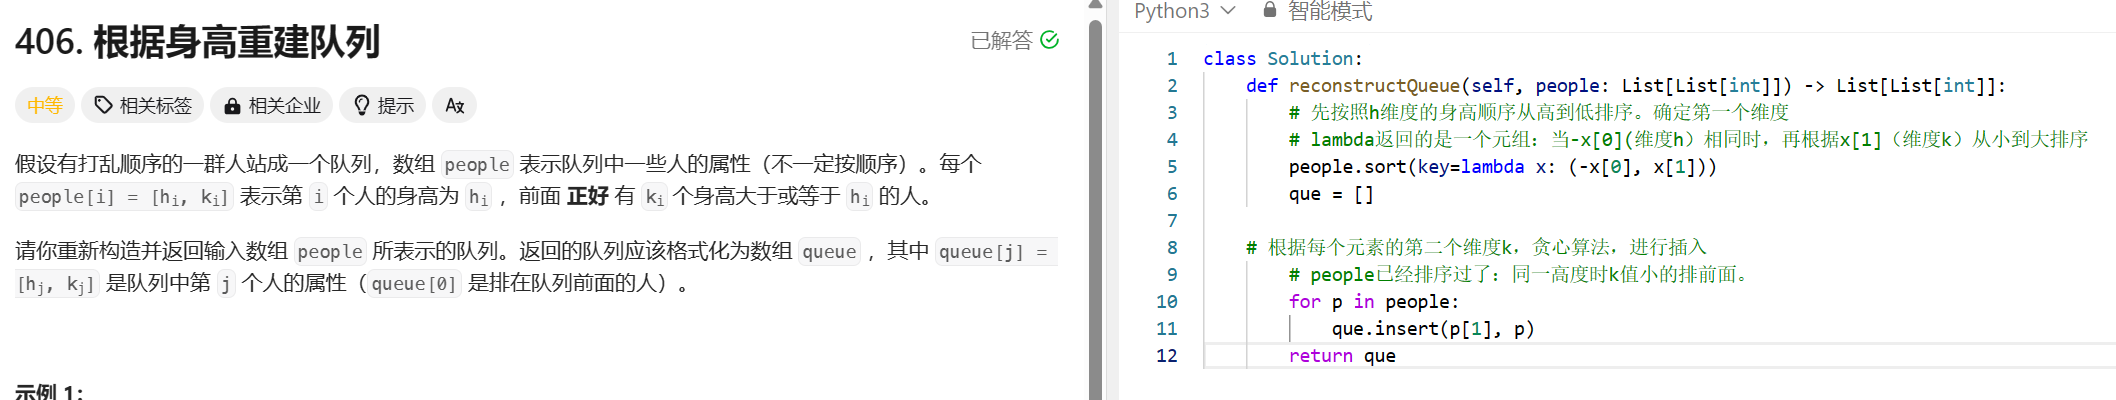 406. 根据身高重建队列
已解答
中等 相关标签 相关企业 提示
假设有打乱顺序的一群人站成一个队列，数组 people 表示队列中一些人的属性（不一定按顺序）。每个
people[i] = [hi, ki] 表示第 i 个人的身高为 hi ，前面 正好 有 ki 个身高大于或等于 hi 的人。
请你重新构造并返回输入数组 people 所表示的队列。返回的队列应该格式化为数组 queue ，其中 queue[j] =
[hj, kj] 是队列中第 j 个人的属性（queue[0] 是排在队列前面的人）。
示例 1：
Python3 智能模式
1 class Solution:
2     def reconstructQueue(self, people: List[List[int]]) -> List[List[int]]:
3         # 先按照h维度的身高顺序从高到低排序。确定第一个维度
4         # lambda返回的是一个元组：当-x[0](维度h）相同时，再根据x[1]（维度k）从小到大排序
5         people.sort(key=lambda x: (-x[0], x[1]))
6         que = []
7
8     # 根据每个元素的第二个维度k，贪心算法，进行插入
9         # people已经排序过了：同一高度时k值小的排前面。
10         for p in people:
11             que.insert(p[1], p)
12         return que